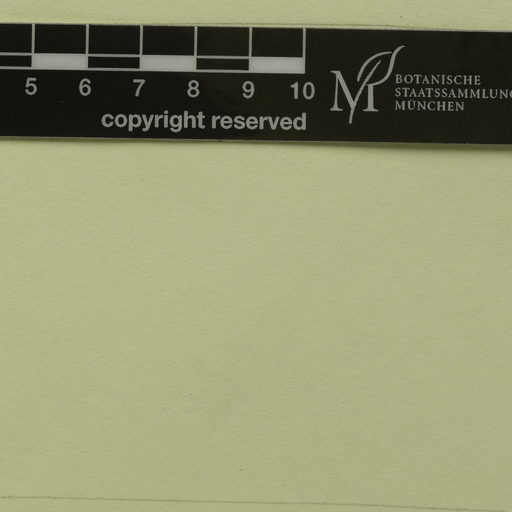 5 6 7 8 9 10
copyright reserved
M
BOTANISCHE
STAATSSAMMLUNG
MÜNCHEN